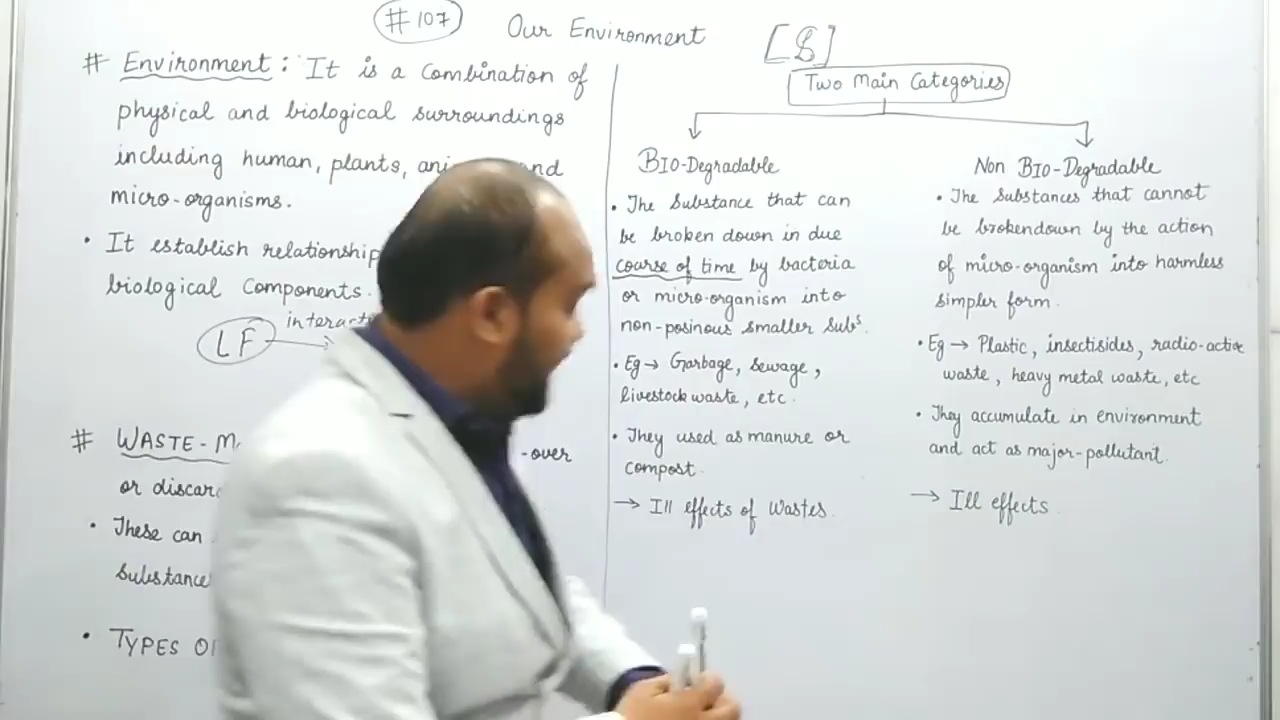 #107 Our Environment
# Environment : It is a Combination of
physical and biological surroundings
including human, plants, and
micro-organisms.
• It establish relationship
biological Components.
interact
LF
# WASTE -
-over
or
• These can
Substance
• TYPES
Two Main Categories
BIO-Degradable
• The Substance that can
be broken down in due
course of time by bacteria
or micro-organism into
non-posinous smaller subs.
• Eg → Garbage, Sewage,
livestock waste, etc.
• They used as manure or
compost.
→ Ill effects of Wastes.
Non BIO-Degradable
• The Substances that cannot
be brokendown by the action
of micro-organism into harmless
simpler form.
• Eg → Plastic, insectisides, radio-active
waste, heavy metal waste, etc
• They accumulate in environment
and act as major-pollutant.
→ Ill effects.